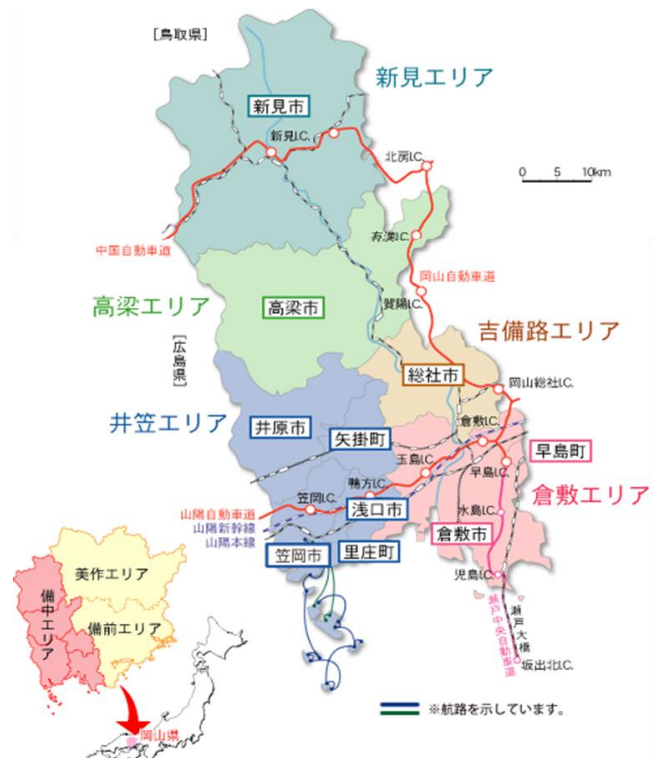 [鳥取県]
新見エリア
新見市
新見I.C.
北房I.C.
0 5 10km
有漢I.C.
中国自動車道
岡山自動車道
高梁エリア
高梁市
賀陽I.C.
吉備路エリア
[広島県]
総社市
岡山総社I.C.
井笠エリア
井原市
倉敷I.C.
矢掛町
早島町
玉島I.C.
早島I.C.
鴨方I.C.
倉敷エリア
笠岡I.C.
山陽自動車道
浅口市
水島I.C.
山陽新幹線
倉敷市
山陽本線
笠岡市
里庄町
児島I.C.
瀬戸中央自動車道
瀬戸大橋
坂出北I.C.
美作エリア
備中エリア
備前エリア
※航路を示しています。
岡山県